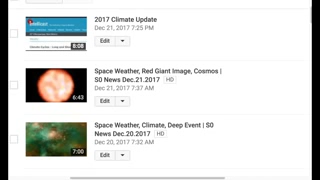 2017 Climate Update
Dec 21, 2017 7:25 PM
Edit
8:08
Space Weather, Red Giant Image, Cosmos |
S0 News Dec.21.2017 HD
Dec 21, 2017 7:37 AM
Edit
6:43
Space Weather, Climate, Deep Event | S0
News Dec.20.2017 HD
Dec 20, 2017 7:32 AM
Edit
7:00